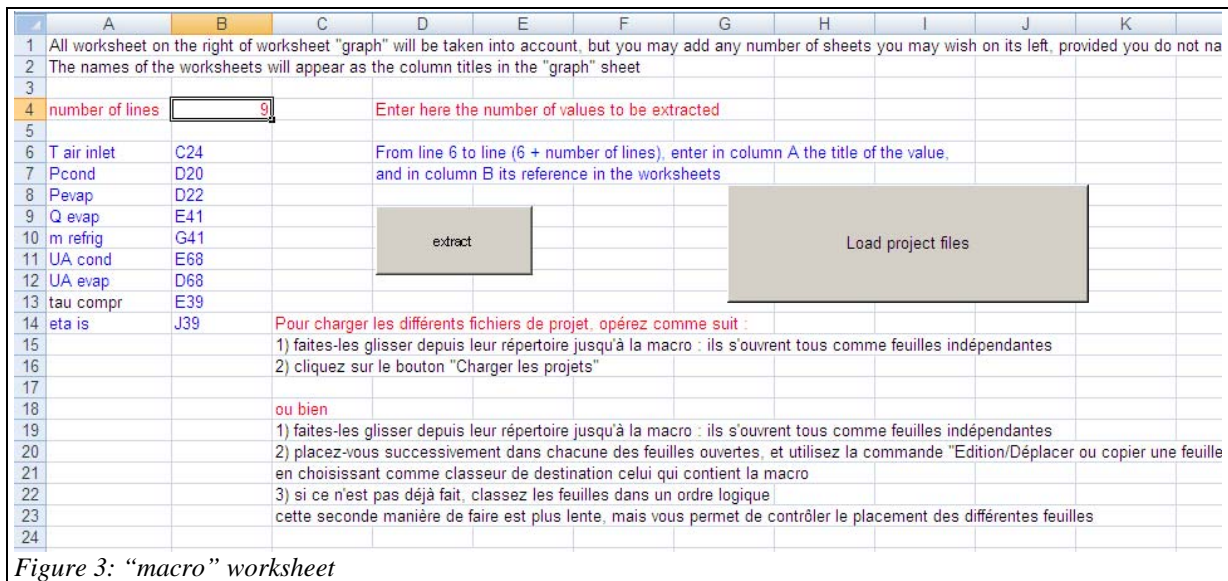 A B C D E F G H I J K
1 All worksheet on the right of worksheet "graph" will be taken into account, but you may add any number of sheets you may wish on its left, provided you do not na
2 The names of the worksheets will appear as the column titles in the "graph" sheet
3
4 number of lines 9 Enter here the number of values to be extracted
5
6 T air inlet C24 From line 6 to line (6 + number of lines), enter in column A the title of the value,
7 Pcond D20 and in column B its reference in the worksheets
8 Pevap D22
9 Q evap E41
10 m refrig G41 extract Load project files
11 UA cond E68
12 UA evap D68
13 tau compr E39
14 eta is J39 Pour charger les différents fichiers de projet, opérez comme suit :
15 1) faites-les glisser depuis leur répertoire jusqu'à la macro : ils s'ouvrent tous comme feuilles indépendantes
16 2) cliquez sur le bouton "Charger les projets"
17
18 ou bien
19 1) faites-les glisser depuis leur répertoire jusqu'à la macro : ils s'ouvrent tous comme feuilles indépendantes
20 2) placez-vous successivement dans chacune des feuilles ouvertes, et utilisez la commande "Edition/Déplacer ou copier une feuille
21 en choisissant comme classeur de destination celui qui contient la macro
22 3) si ce n'est pas déjà fait, classez les feuilles dans un ordre logique
23 cette seconde manière de faire est plus lente, mais vous permet de contrôler le placement des différentes feuilles
24
Figure 3: "macro" worksheet